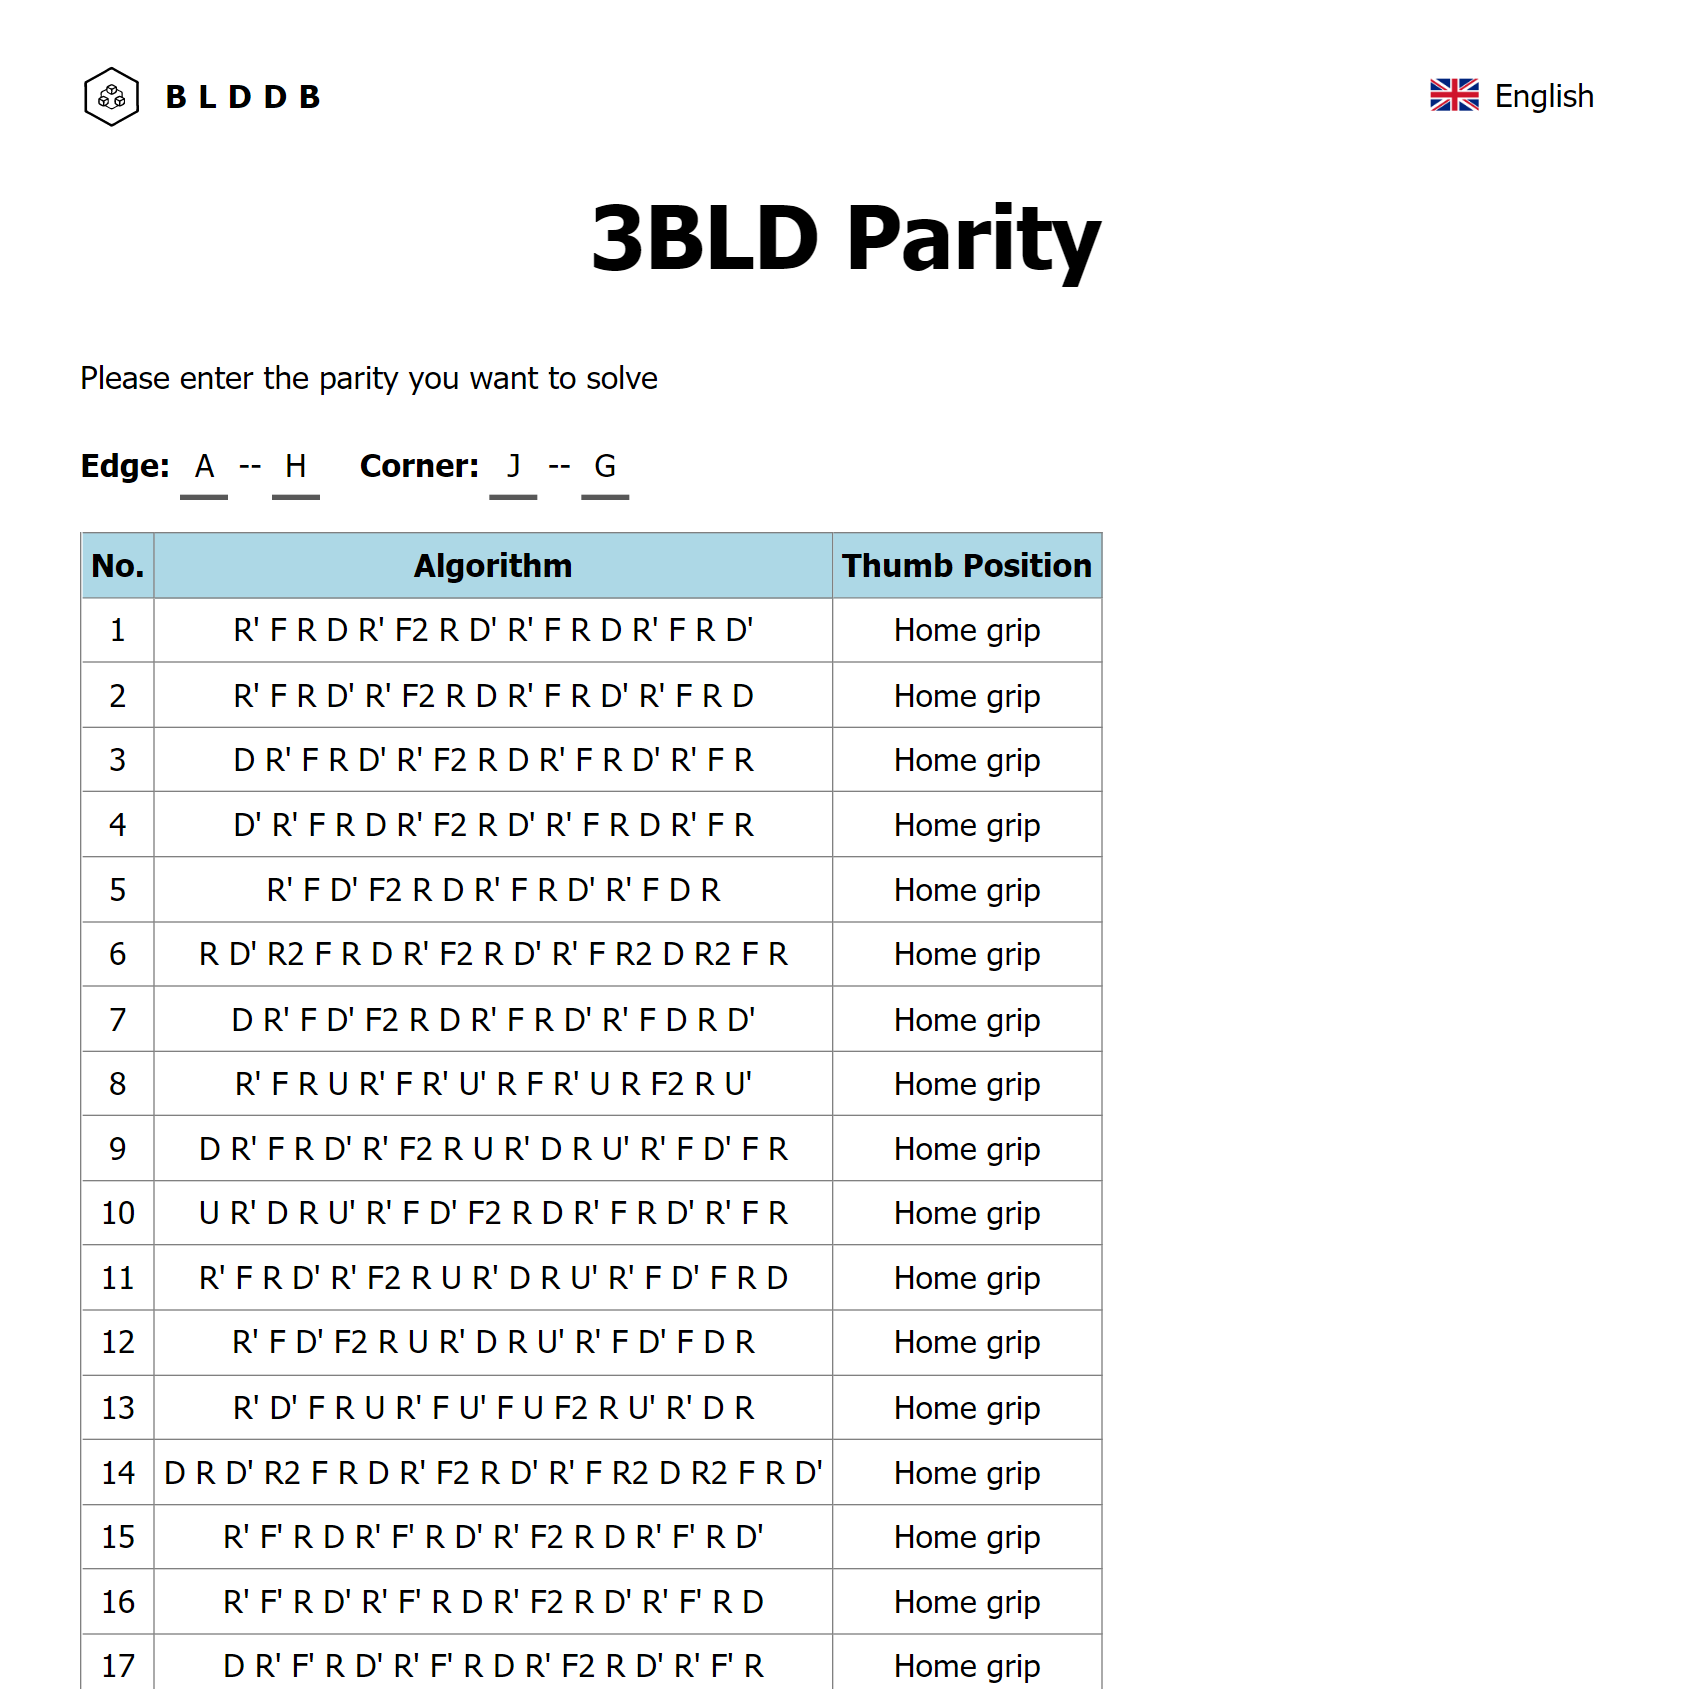 BLDDB
English
3BLD Parity
Please enter the parity you want to solve
Edge: A -- H Corner: J -- G
No. Algorithm Thumb Position
1 R' F R D R' F2 R D' R' F R D R' F R D' Home grip
2 R' F R D' R' F2 R D R' F R D' R' F R D Home grip
3 D R' F R D' R' F2 R D R' F R D' R' F R Home grip
4 D' R' F R D R' F2 R D' R' F R D R' F R Home grip
5 R' F D' F2 R D R' F R D' R' F D R Home grip
6 R D' R2 F R D R' F2 R D' R' F R2 D R2 F R Home grip
7 D R' F D' F2 R D R' F R D' R' F D R D' Home grip
8 R' F R U R' F R' U' R F R' U R F2 R U' Home grip
9 D R' F R D' R' F2 R U R' D R U' R' F D' F R Home grip
10 U R' D R U' R' F D' F2 R D R' F R D' R' F R Home grip
11 R' F R D' R' F2 R U R' D R U' R' F D' F R D Home grip
12 R' F D' F2 R U R' D R U' R' F D' F D R Home grip
13 R' D' F R U R' F U' F U F2 R U' R' D R Home grip
14 D R D' R2 F R D R' F2 R D' R' F R2 D R2 F R D' Home grip
15 R' F' R D R' F' R D' R' F2 R D R' F' R D' Home grip
16 R' F' R D' R' F' R D R' F2 R D' R' F' R D Home grip
17 D R' F' R D' R' F' R D R' F2 R D' R' F' R Home grip